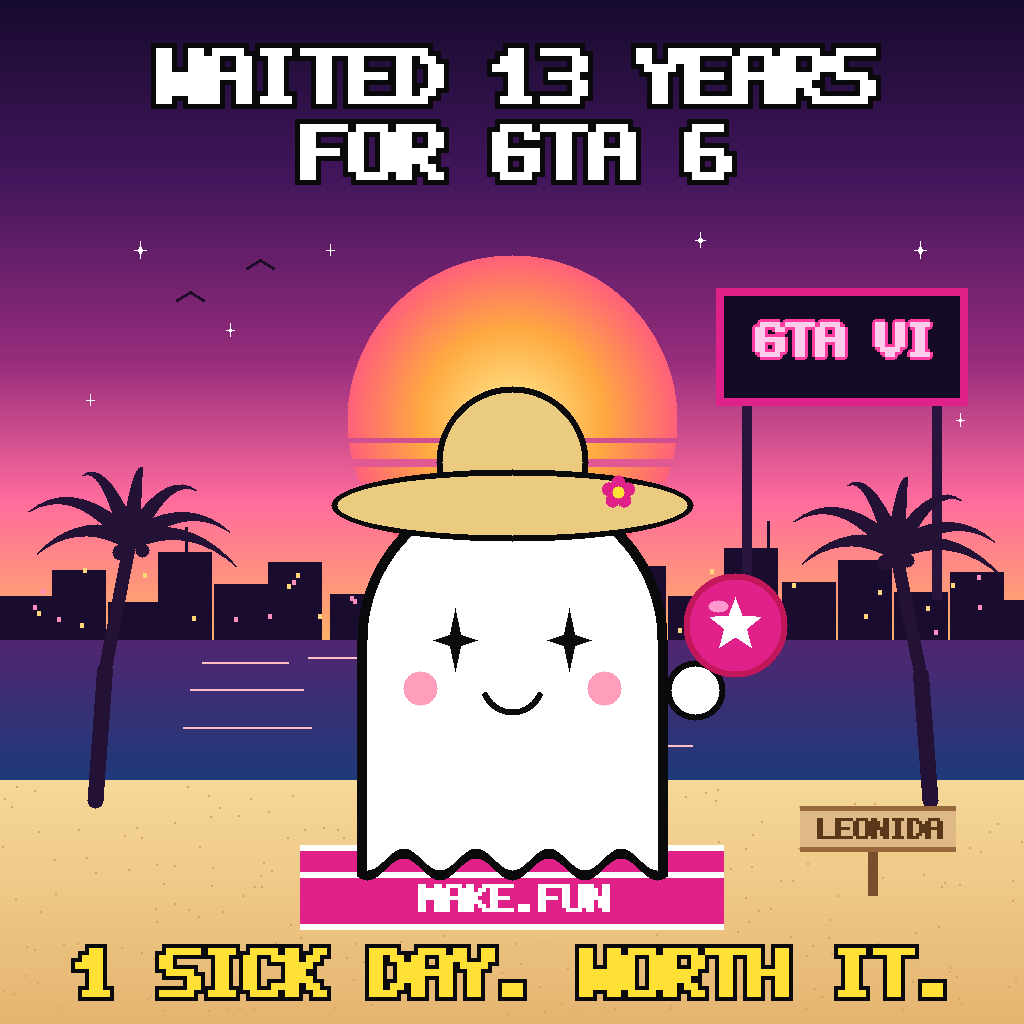 WAITED 13 YEARS
FOR GTA 6
GTA VI
LEONIDA
MAKE.FUN
1 SICK DAY. WORTH IT.